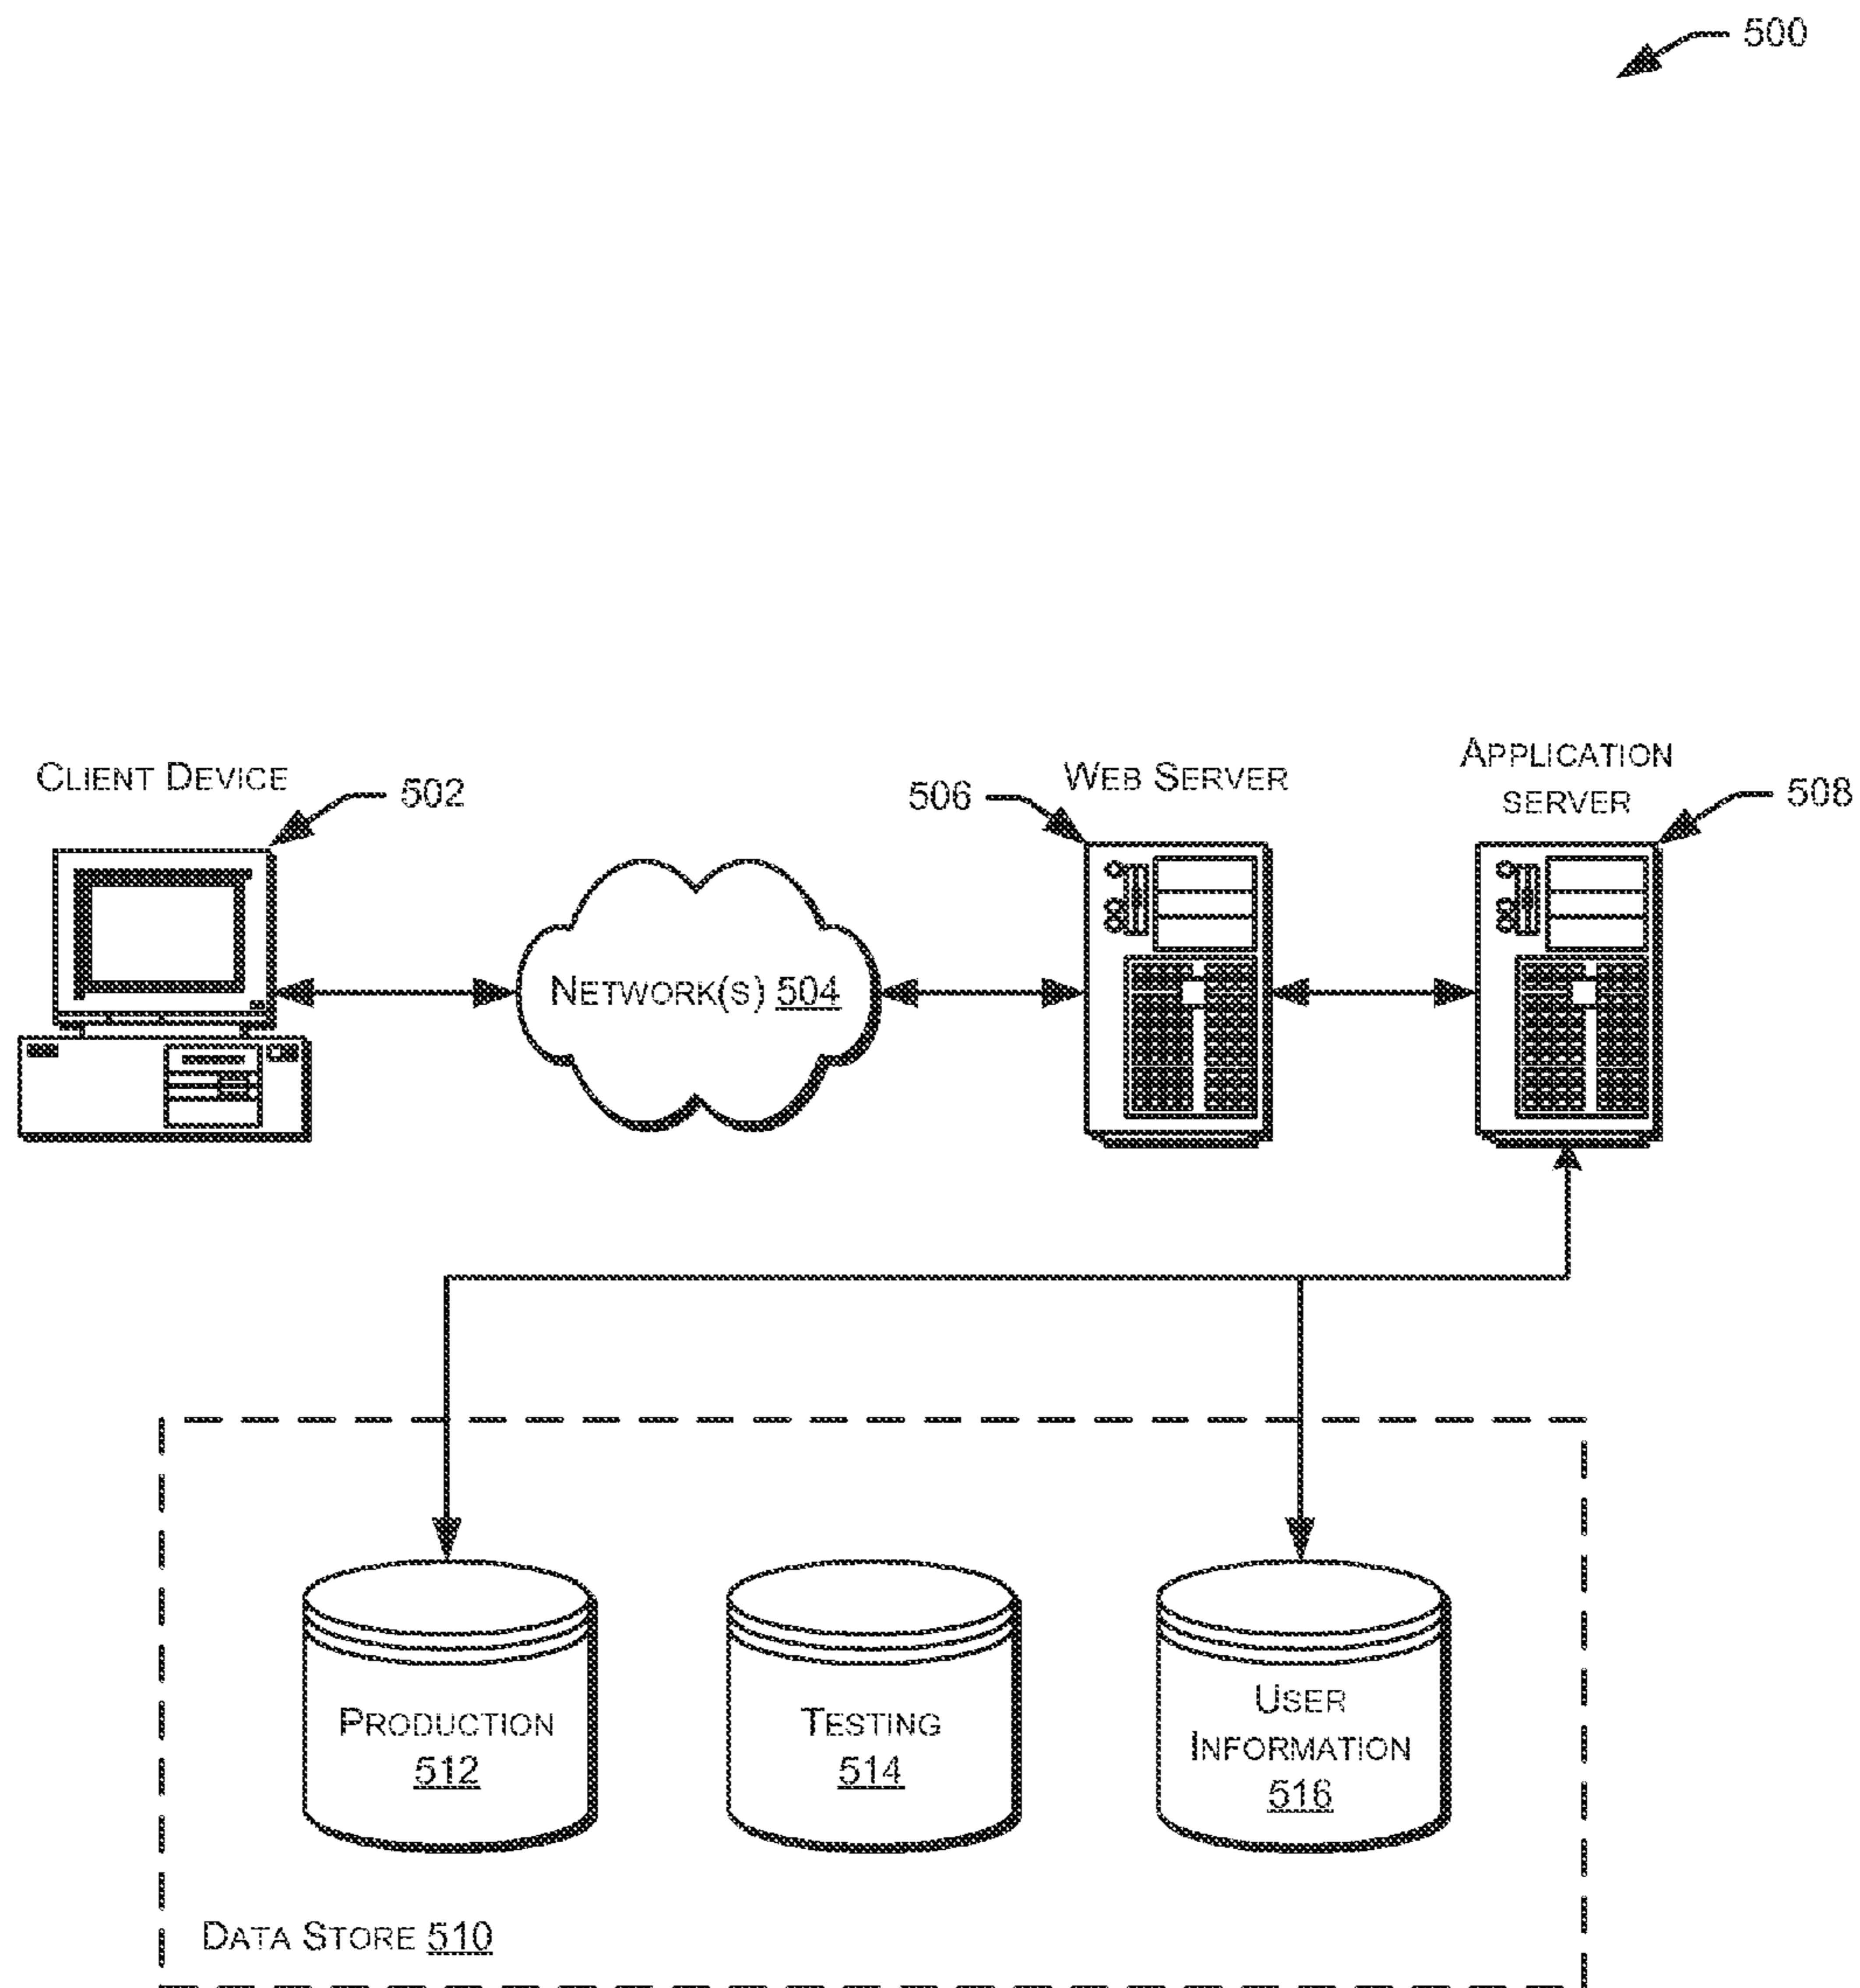 500
CLIENT DEVICE
502
NETWORK(S) 504
506
WEB SERVER
APPLICATION
SERVER
508
PRODUCTION
512
TESTING
514
USER
INFORMATION
516
DATA STORE 510